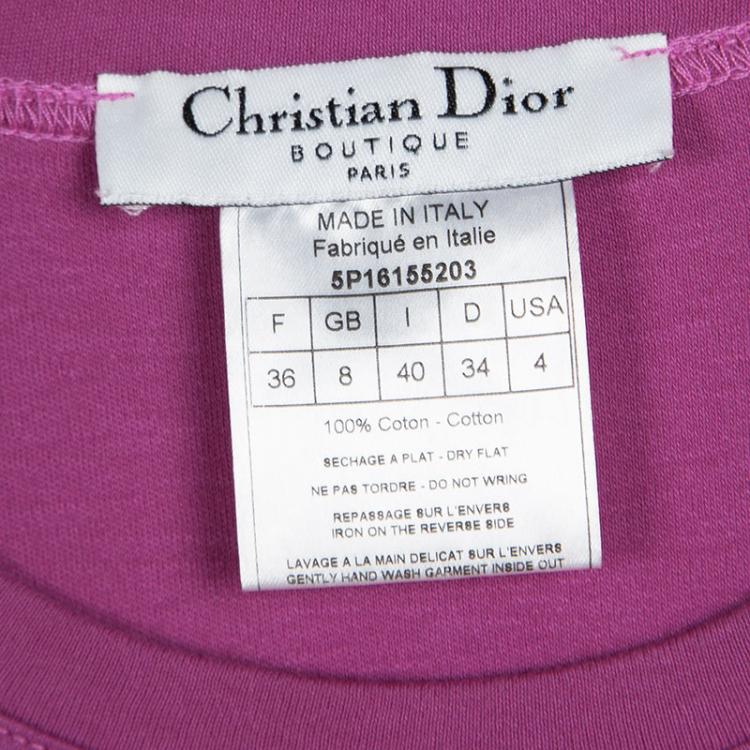 Christian Dior
BOUTIQUE
PARIS
MADE IN ITALY
Fabriqué en Italie
5P16155203
F GB I D USA
36 8 40 34 4
100% Coton - Cotton
SECHAGE A PLAT - DRY FLAT
NE PAS TORDRE - DO NOT WRING
REPASSAGE SUR L'ENVERS
IRON ON THE REVERSE SIDE
LAVAGE A LA MAIN DELICAT SUR L'ENVERS
GENTLY HAND WASH GARMENT INSIDE OUT